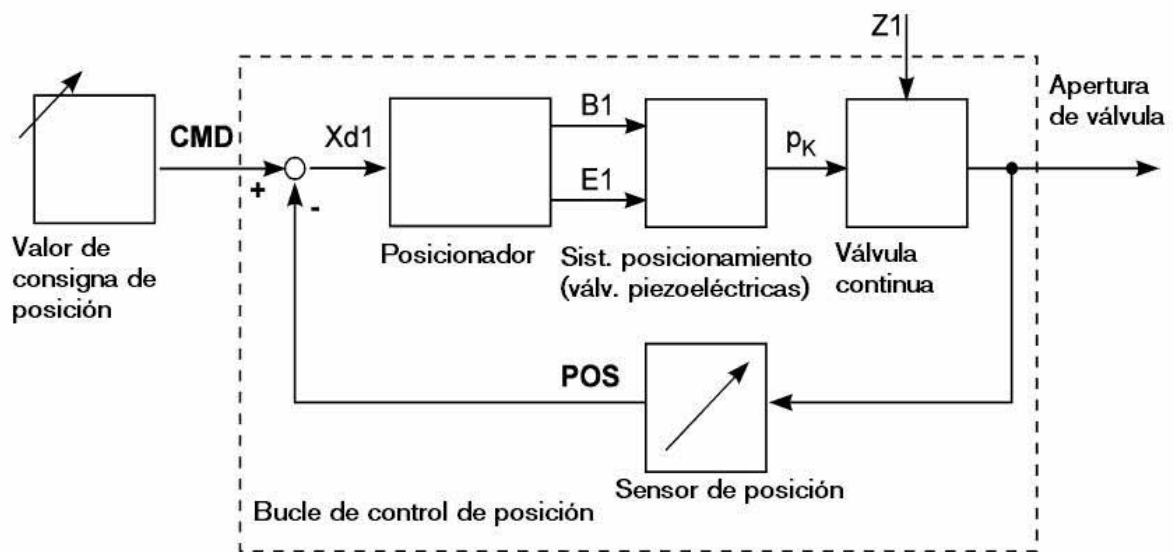 Z1
Apertura
de válvula
B1
CMD
Xd1
pK
E1
+
-
Valor de
consigna de
posición
Posicionador
Sist. posicionamiento
(válv. piezoeléctricas)
Válvula
continua
POS
Sensor de posición
Bucle de control de posición